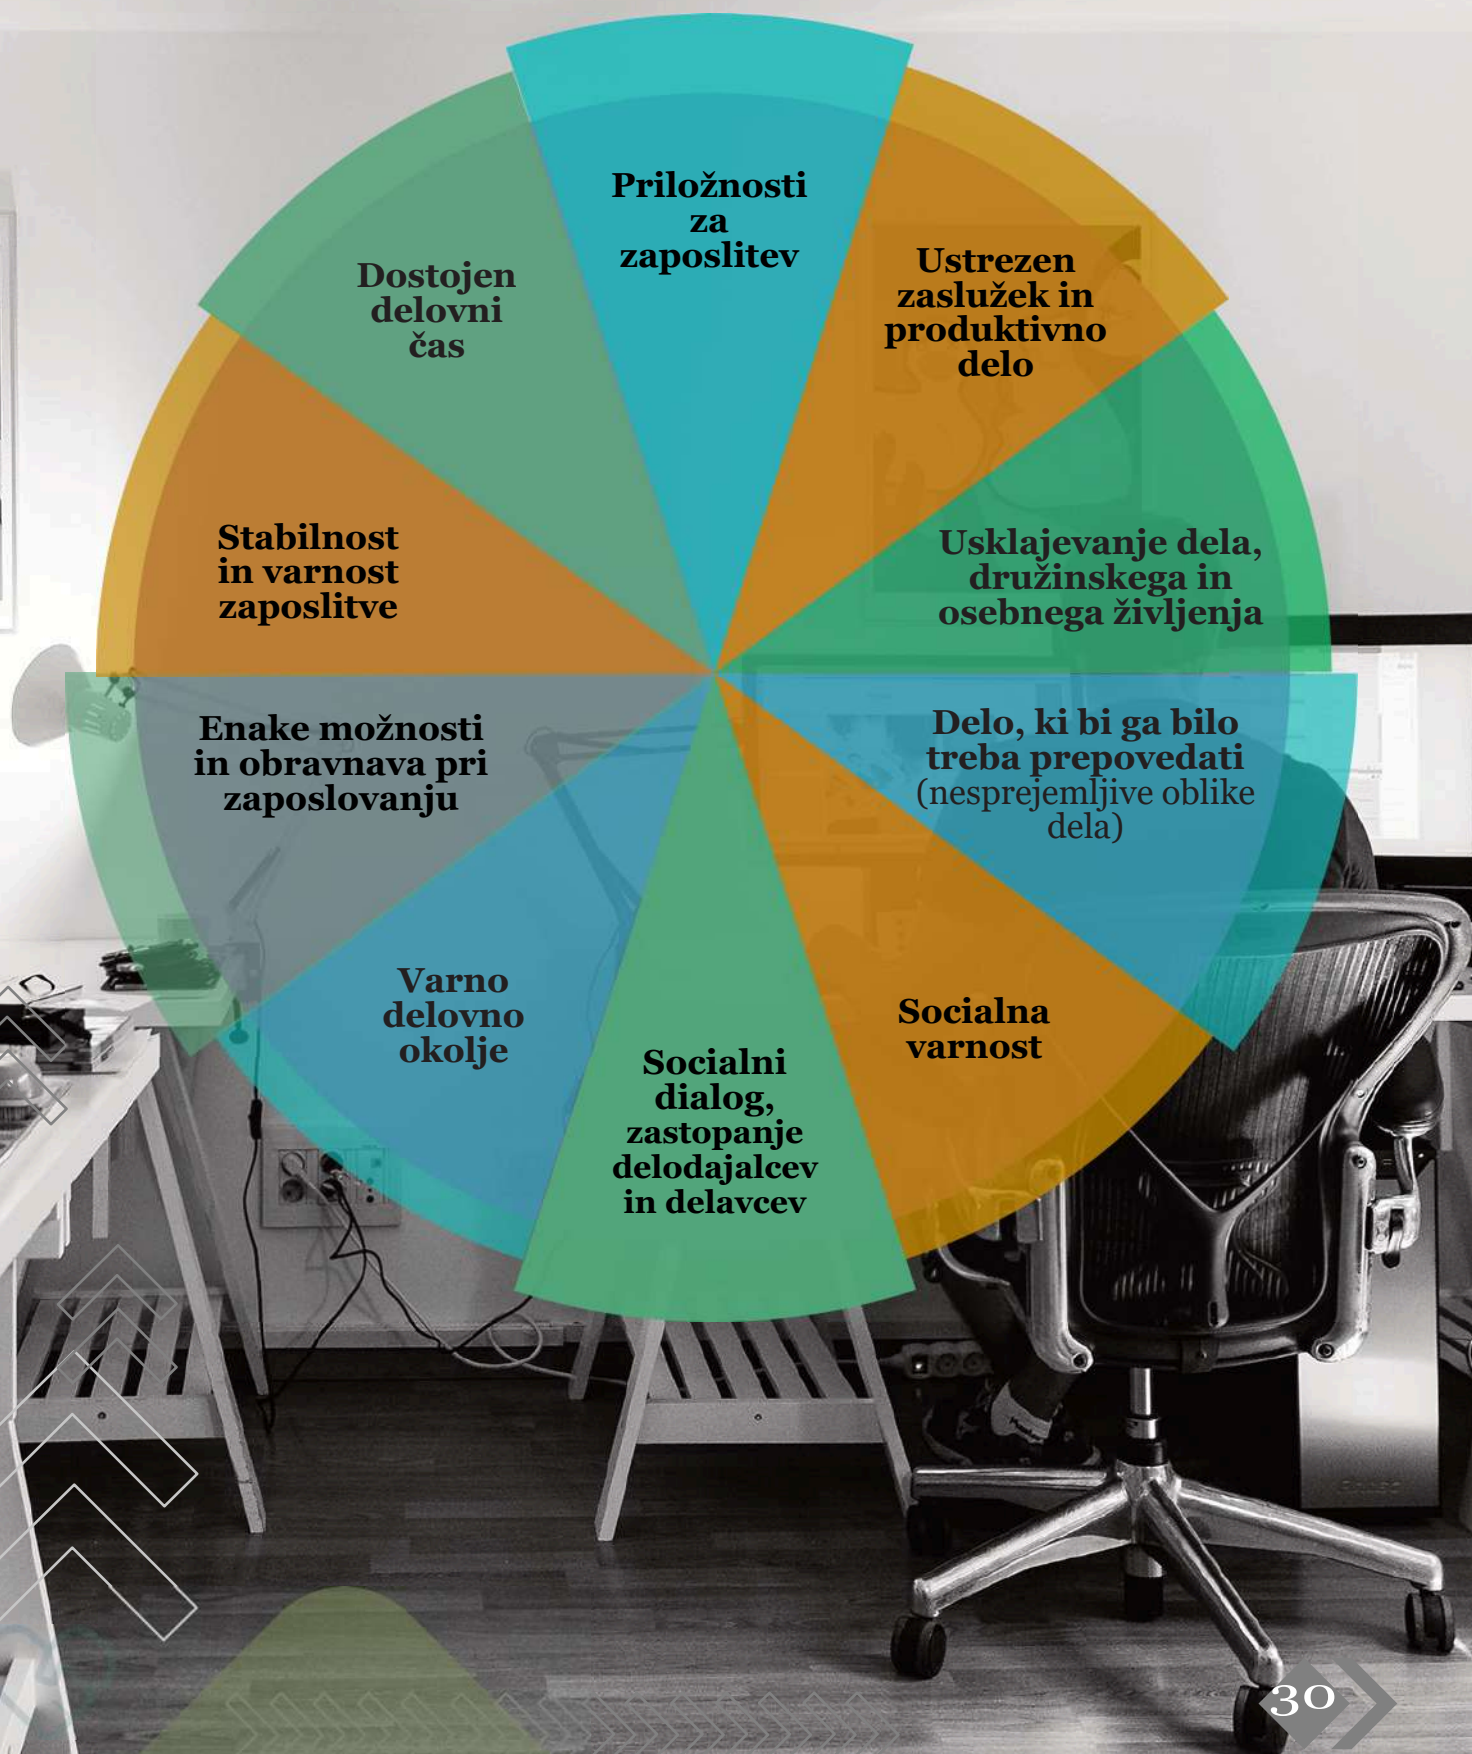 Priložnosti
za
zaposlitev
Ustrezen
zaslužek in
produktivno
delo
Usklajevanje dela,
družinskega in
osebnega življenja
Delo, ki bi ga bilo
treba prepovedati
(nesprejemljive oblike
dela)
Socialna
varnost
Socialni
dialog,
zastopanje
delodajalcev
in delavcev
Varno
delovno
okolje
Enake možnosti
in obravnava pri
zaposlovanju
Stabilnost
in varnost
zaposlitve
Dostojen
delovni
čas
30